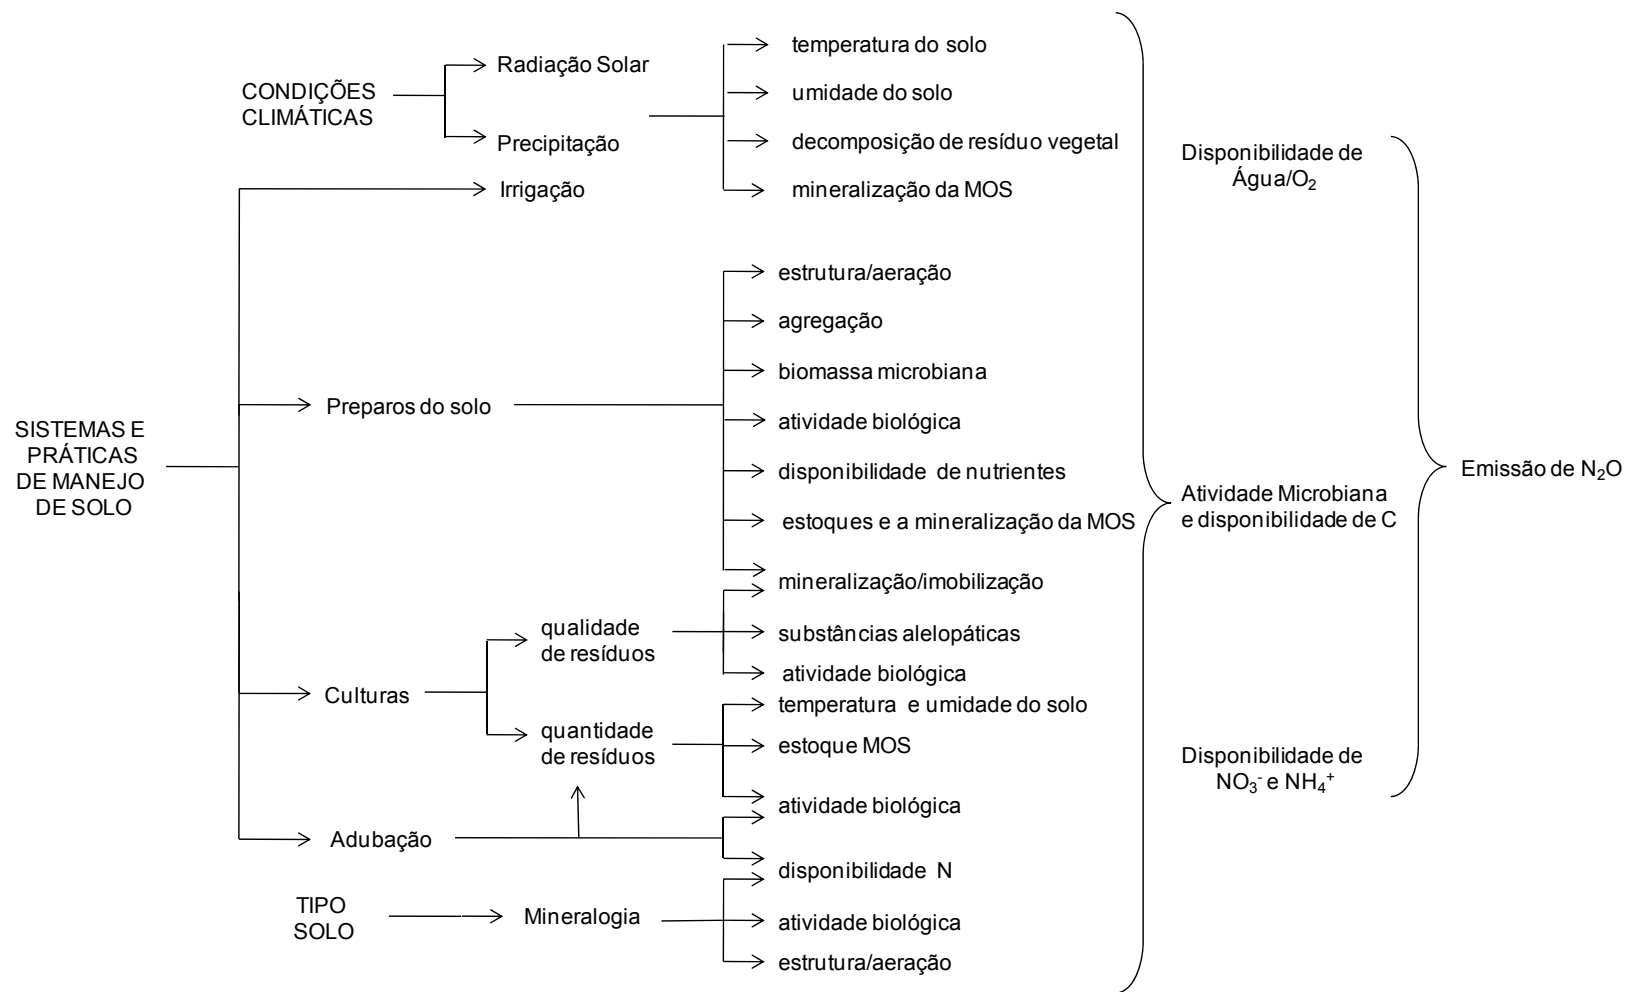 CONDIÇÕES
CLIMÁTICAS
Radiação Solar
Precipitação
Irrigação
temperatura do solo
umidade do solo
decomposição de resíduo vegetal
mineralização da MOS
SISTEMAS E
PRÁTICAS
DE MANEJO
DE SOLO
Preparos do solo
estrutura/aeração
agregação
biomassa microbiana
atividade biológica
disponibilidade de nutrientes
estoques e a mineralização da MOS
mineralização/imobilização
Culturas
qualidade
de resíduos
substâncias alelopáticas
atividade biológica
quantidade
de resíduos
temperatura e umidade do solo
estoque MOS
atividade biológica
Adubação
disponibilidade N
TIPO
SOLO
Mineralogia
atividade biológica
estrutura/aeração
Disponibilidade de
Água/O₂
Atividade Microbiana
e disponibilidade de C
Disponibilidade de
NO₃⁻ e NH₄⁺
Emissão de N₂O